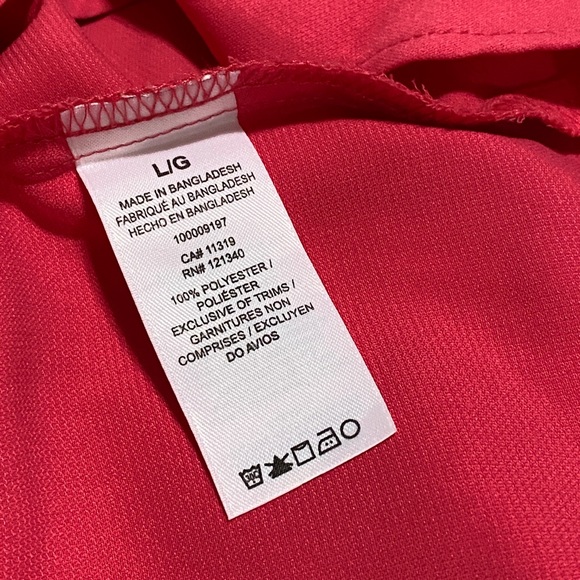 L/G
MADE IN BANGLADESH
FABRIQUÉ AU BANGLADESH
HECHO EN BANGLADESH
100009197
CA# 11319
RN# 121340
100% POLYESTER /
POLIÉSTER
EXCLUSIVE OF TRIMS /
GARNITURES NON
COMPRISES / EXCLUYEN
DO AVIOS
30C